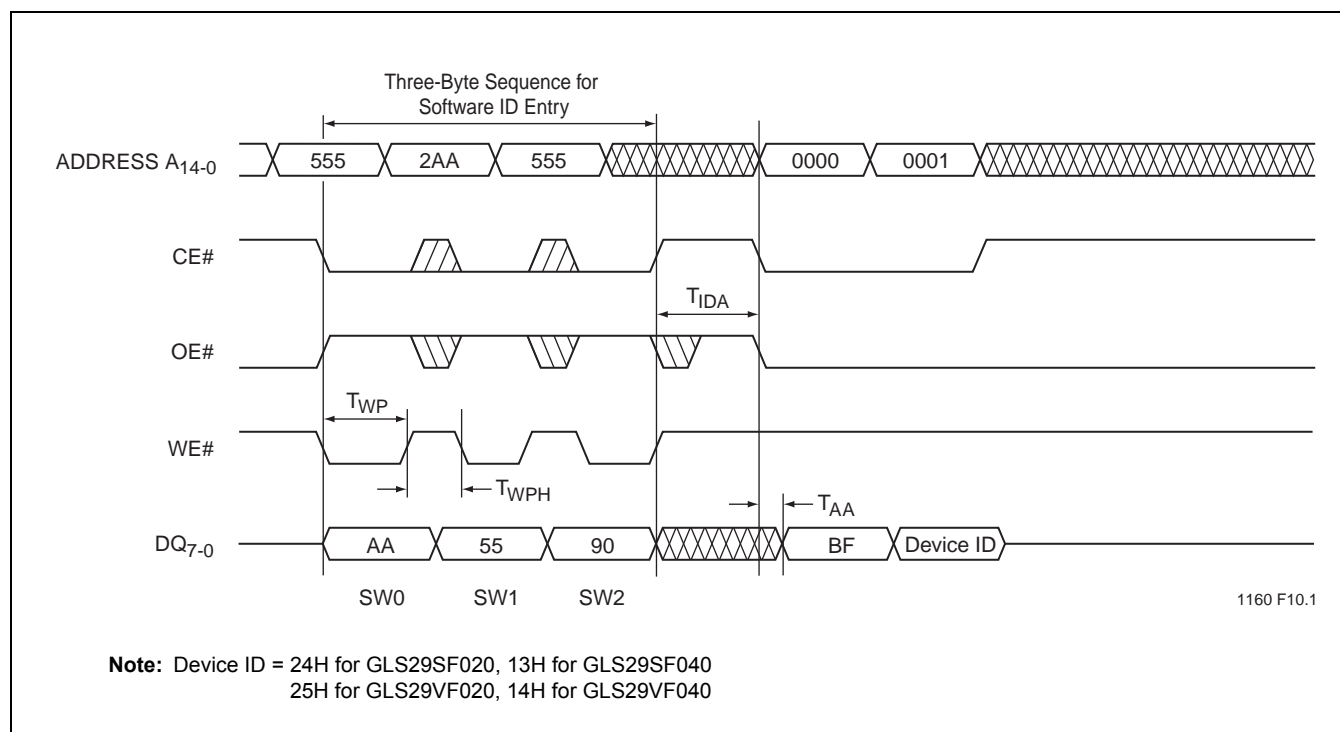 Three-Byte Sequence for
Software ID Entry
ADDRESS A14-0
555
2AA
555
0000
0001
CE#
TIDA
OE#
TWP
WE#
TWPH
TAA
DQ7-0
AA
55
90
BF
Device ID
SW0
SW1
SW2
1160 F10.1
Note: Device ID = 24H for GLS29SF020, 13H for GLS29SF040
25H for GLS29VF020, 14H for GLS29VF040